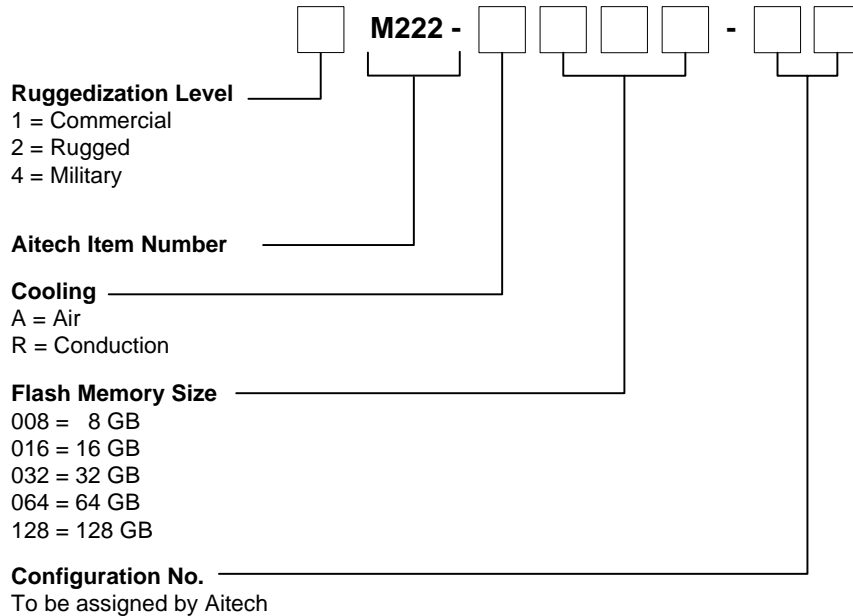 M222 - -
Ruggedization Level
1 = Commercial
2 = Rugged
4 = Military
Aitech Item Number
Cooling
A = Air
R = Conduction
Flash Memory Size
008 = 8 GB
016 = 16 GB
032 = 32 GB
064 = 64 GB
128 = 128 GB
Configuration No.
To be assigned by Aitech